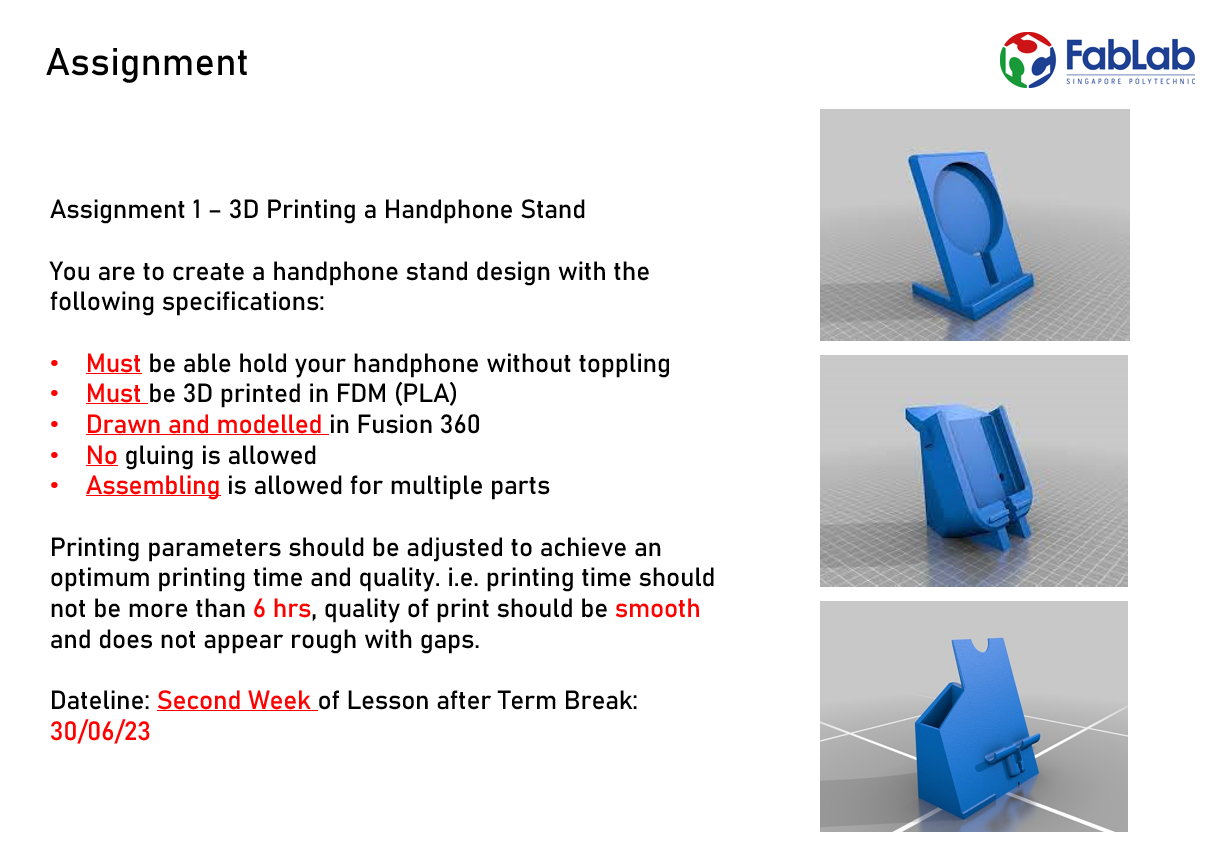 Assignment
FabLab
SINGAPORE POLYTECHNIC
Assignment 1 – 3D Printing a Handphone Stand
You are to create a handphone stand design with the
following specifications:
• Must be able hold your handphone without toppling
• Must be 3D printed in FDM (PLA)
• Drawn and modelled in Fusion 360
• No gluing is allowed
• Assembling is allowed for multiple parts
Printing parameters should be adjusted to achieve an
optimum printing time and quality. i.e. printing time should
not be more than 6 hrs, quality of print should be smooth
and does not appear rough with gaps.
Dateline: Second Week of Lesson after Term Break:
30/06/23